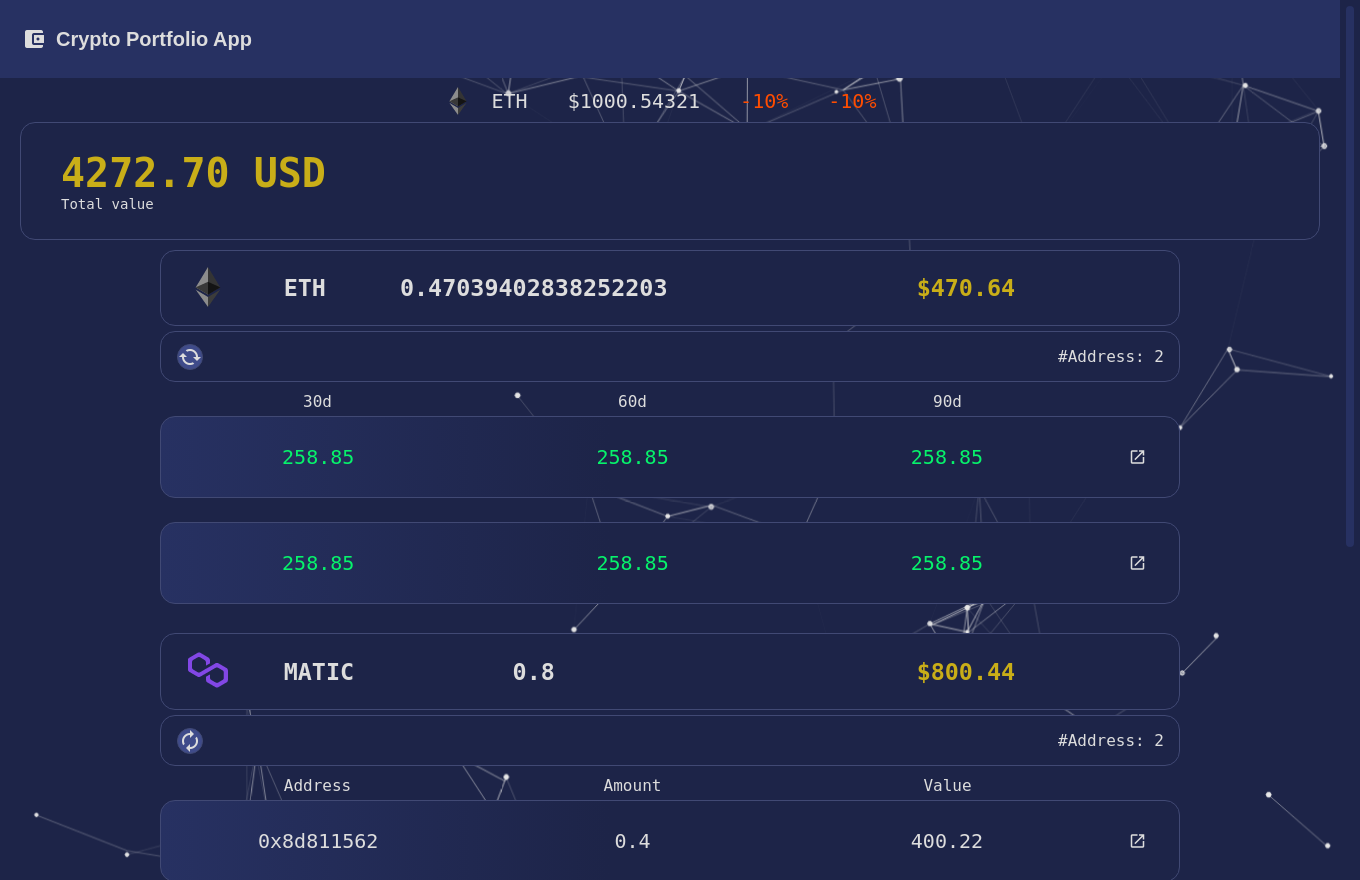 Crypto Portfolio App
ETH $1000.54321 -10% -10%
4272.70 USD
Total value
ETH 0.47039402838252203 $470.64
#Address: 2
30d 60d 90d
258.85 258.85 258.85
258.85 258.85 258.85
MATIC 0.8 $800.44
#Address: 2
Address Amount Value
0x8d811562 0.4 400.22